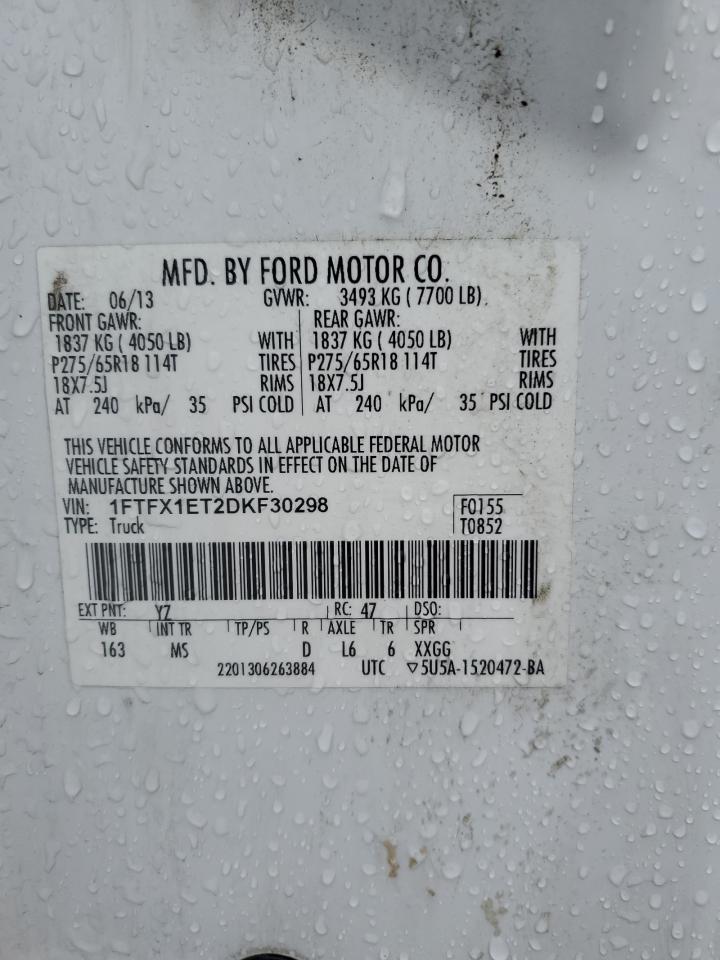 MFD. BY FORD MOTOR CO.
DATE: 06/13 GVWR: 3493 KG ( 7700 LB)
FRONT GAWR: REAR GAWR:
1837 KG ( 4050 LB) WITH 1837 KG ( 4050 LB) WITH
P275/65R18 114T TIRES P275/65R18 114T TIRES
18X7.5J RIMS 18X7.5J RIMS
AT 240 kPa/ 35 PSI COLD AT 240 kPa/ 35 PSI COLD
THIS VEHICLE CONFORMS TO ALL APPLICABLE FEDERAL MOTOR
VEHICLE SAFETY STANDARDS IN EFFECT ON THE DATE OF
MANUFACTURE SHOWN ABOVE.
VIN: 1FTFX1ET2DKF30298 F0155
TYPE: Truck T0852
EXT PNT: YZ RC: 47 DSO:
WB INT TR TP/PS R AXLE TR SPR
163 MS D L6 6 XXGG
2201306263884 UTC ▽5U5A-1520472-BA